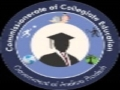 Commissionerate of Collegiate Education
Government of Andhra Pradesh